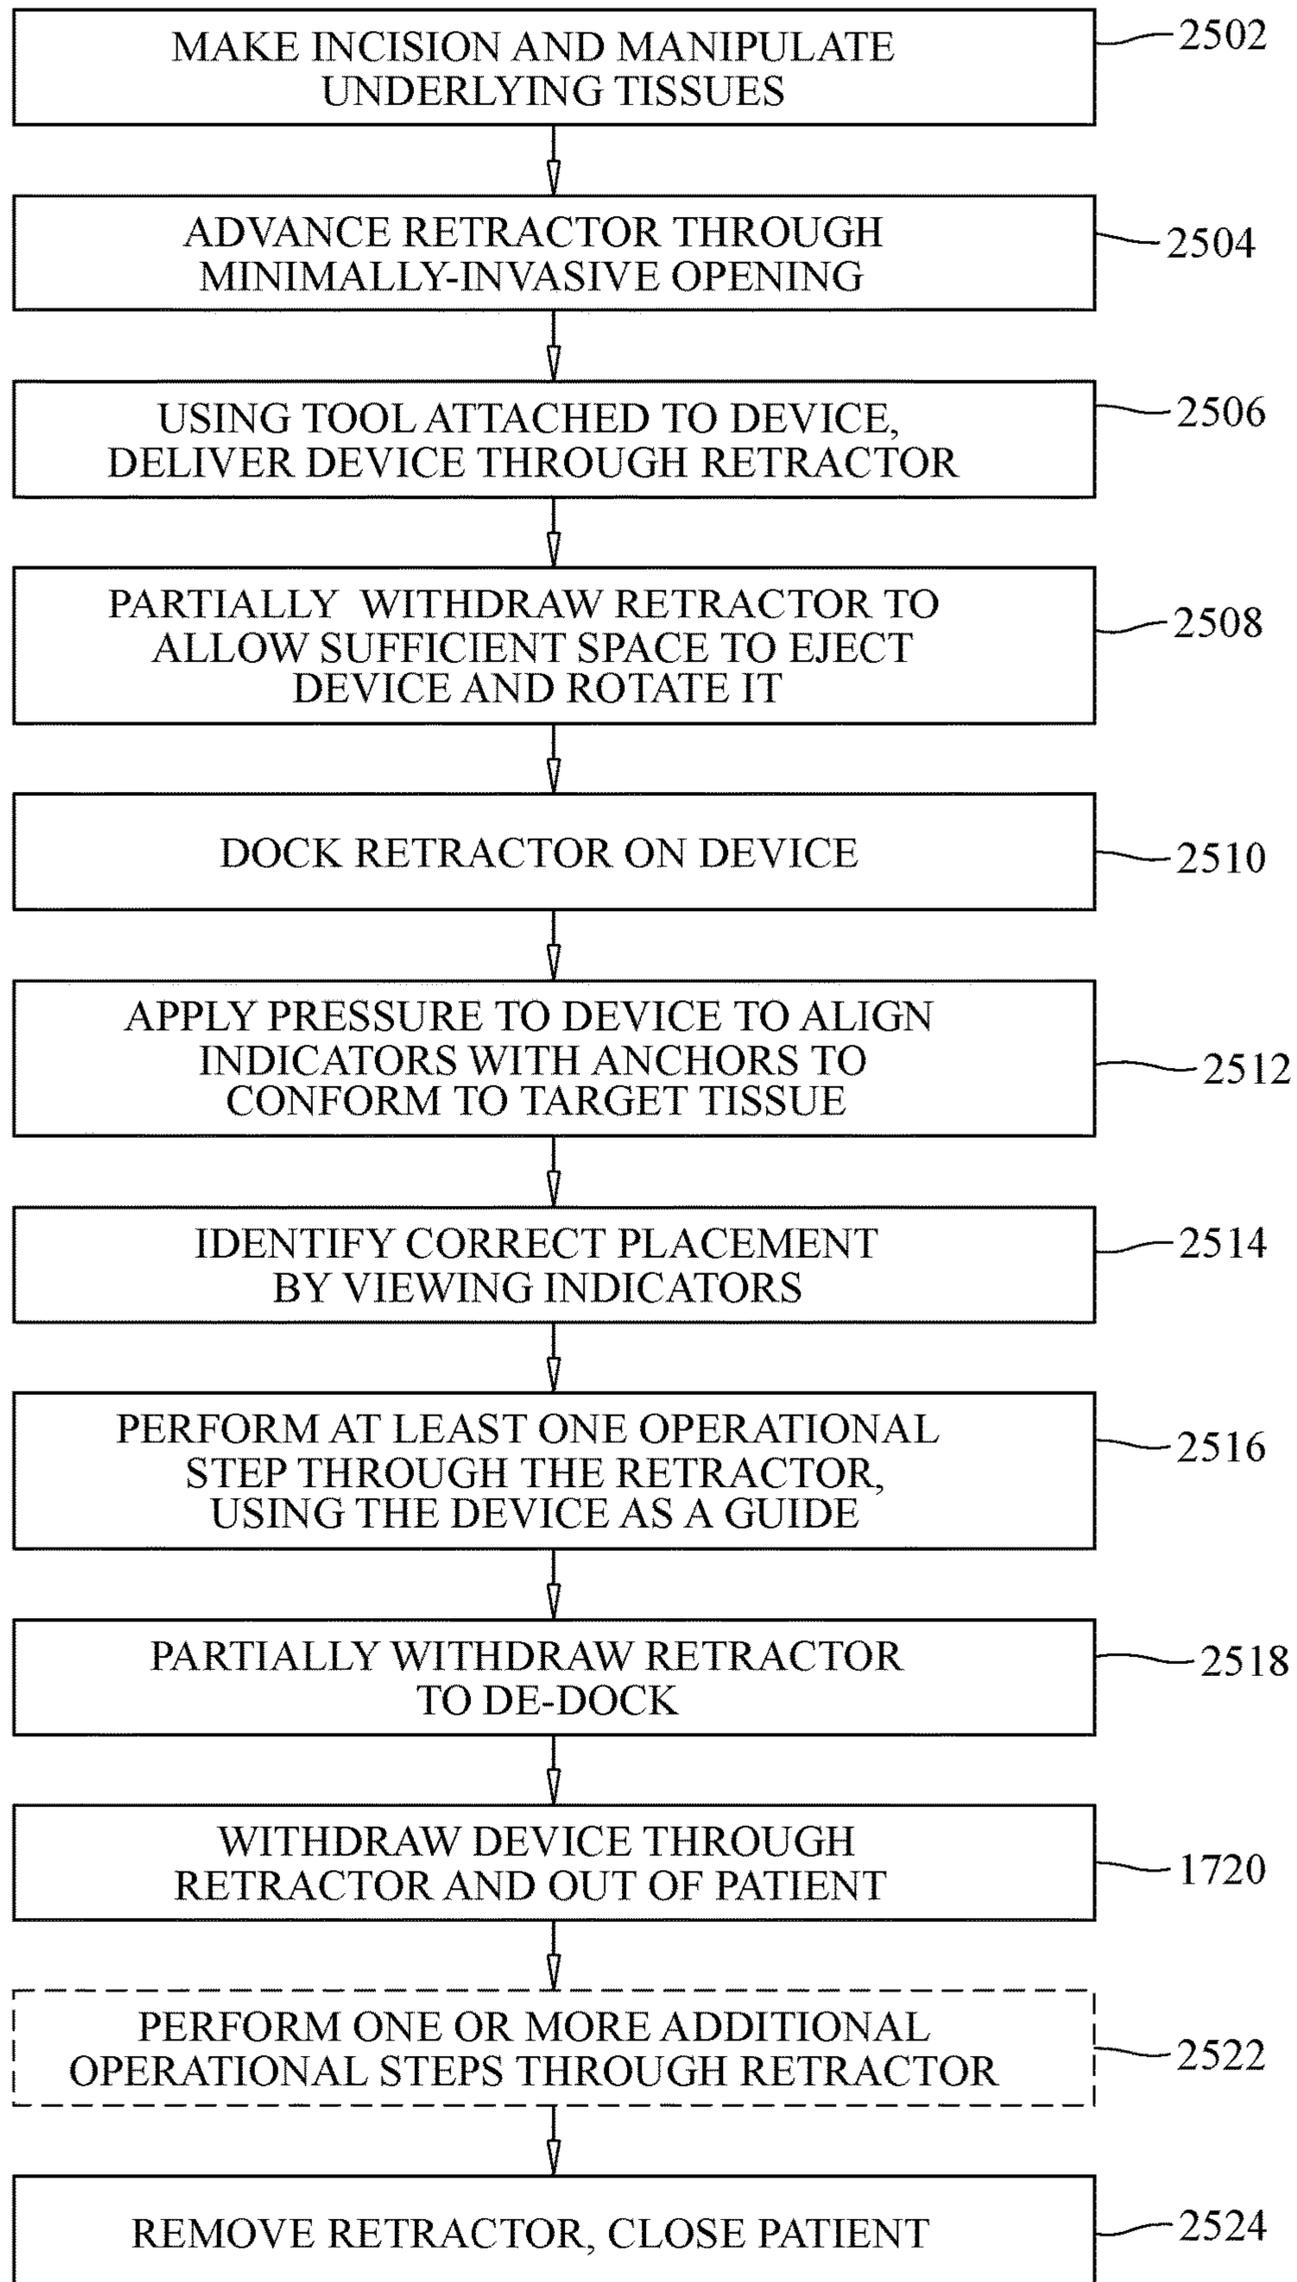 MAKE INCISION AND MANIPULATE
UNDERLYING TISSUES
2502
ADVANCE RETRACTOR THROUGH
MINIMALLY-INVASIVE OPENING
2504
USING TOOL ATTACHED TO DEVICE,
DELIVER DEVICE THROUGH RETRACTOR
2506
PARTIALLY WITHDRAW RETRACTOR TO
ALLOW SUFFICIENT SPACE TO EJECT
DEVICE AND ROTATE IT
2508
DOCK RETRACTOR ON DEVICE
2510
APPLY PRESSURE TO DEVICE TO ALIGN
INDICATORS WITH ANCHORS TO
CONFORM TO TARGET TISSUE
2512
IDENTIFY CORRECT PLACEMENT
BY VIEWING INDICATORS
2514
PERFORM AT LEAST ONE OPERATIONAL
STEP THROUGH THE RETRACTOR,
USING THE DEVICE AS A GUIDE
2516
PARTIALLY WITHDRAW RETRACTOR
TO DE-DOCK
2518
WITHDRAW DEVICE THROUGH
RETRACTOR AND OUT OF PATIENT
1720
PERFORM ONE OR MORE ADDITIONAL
OPERATIONAL STEPS THROUGH RETRACTOR
2522
REMOVE RETRACTOR, CLOSE PATIENT
2524